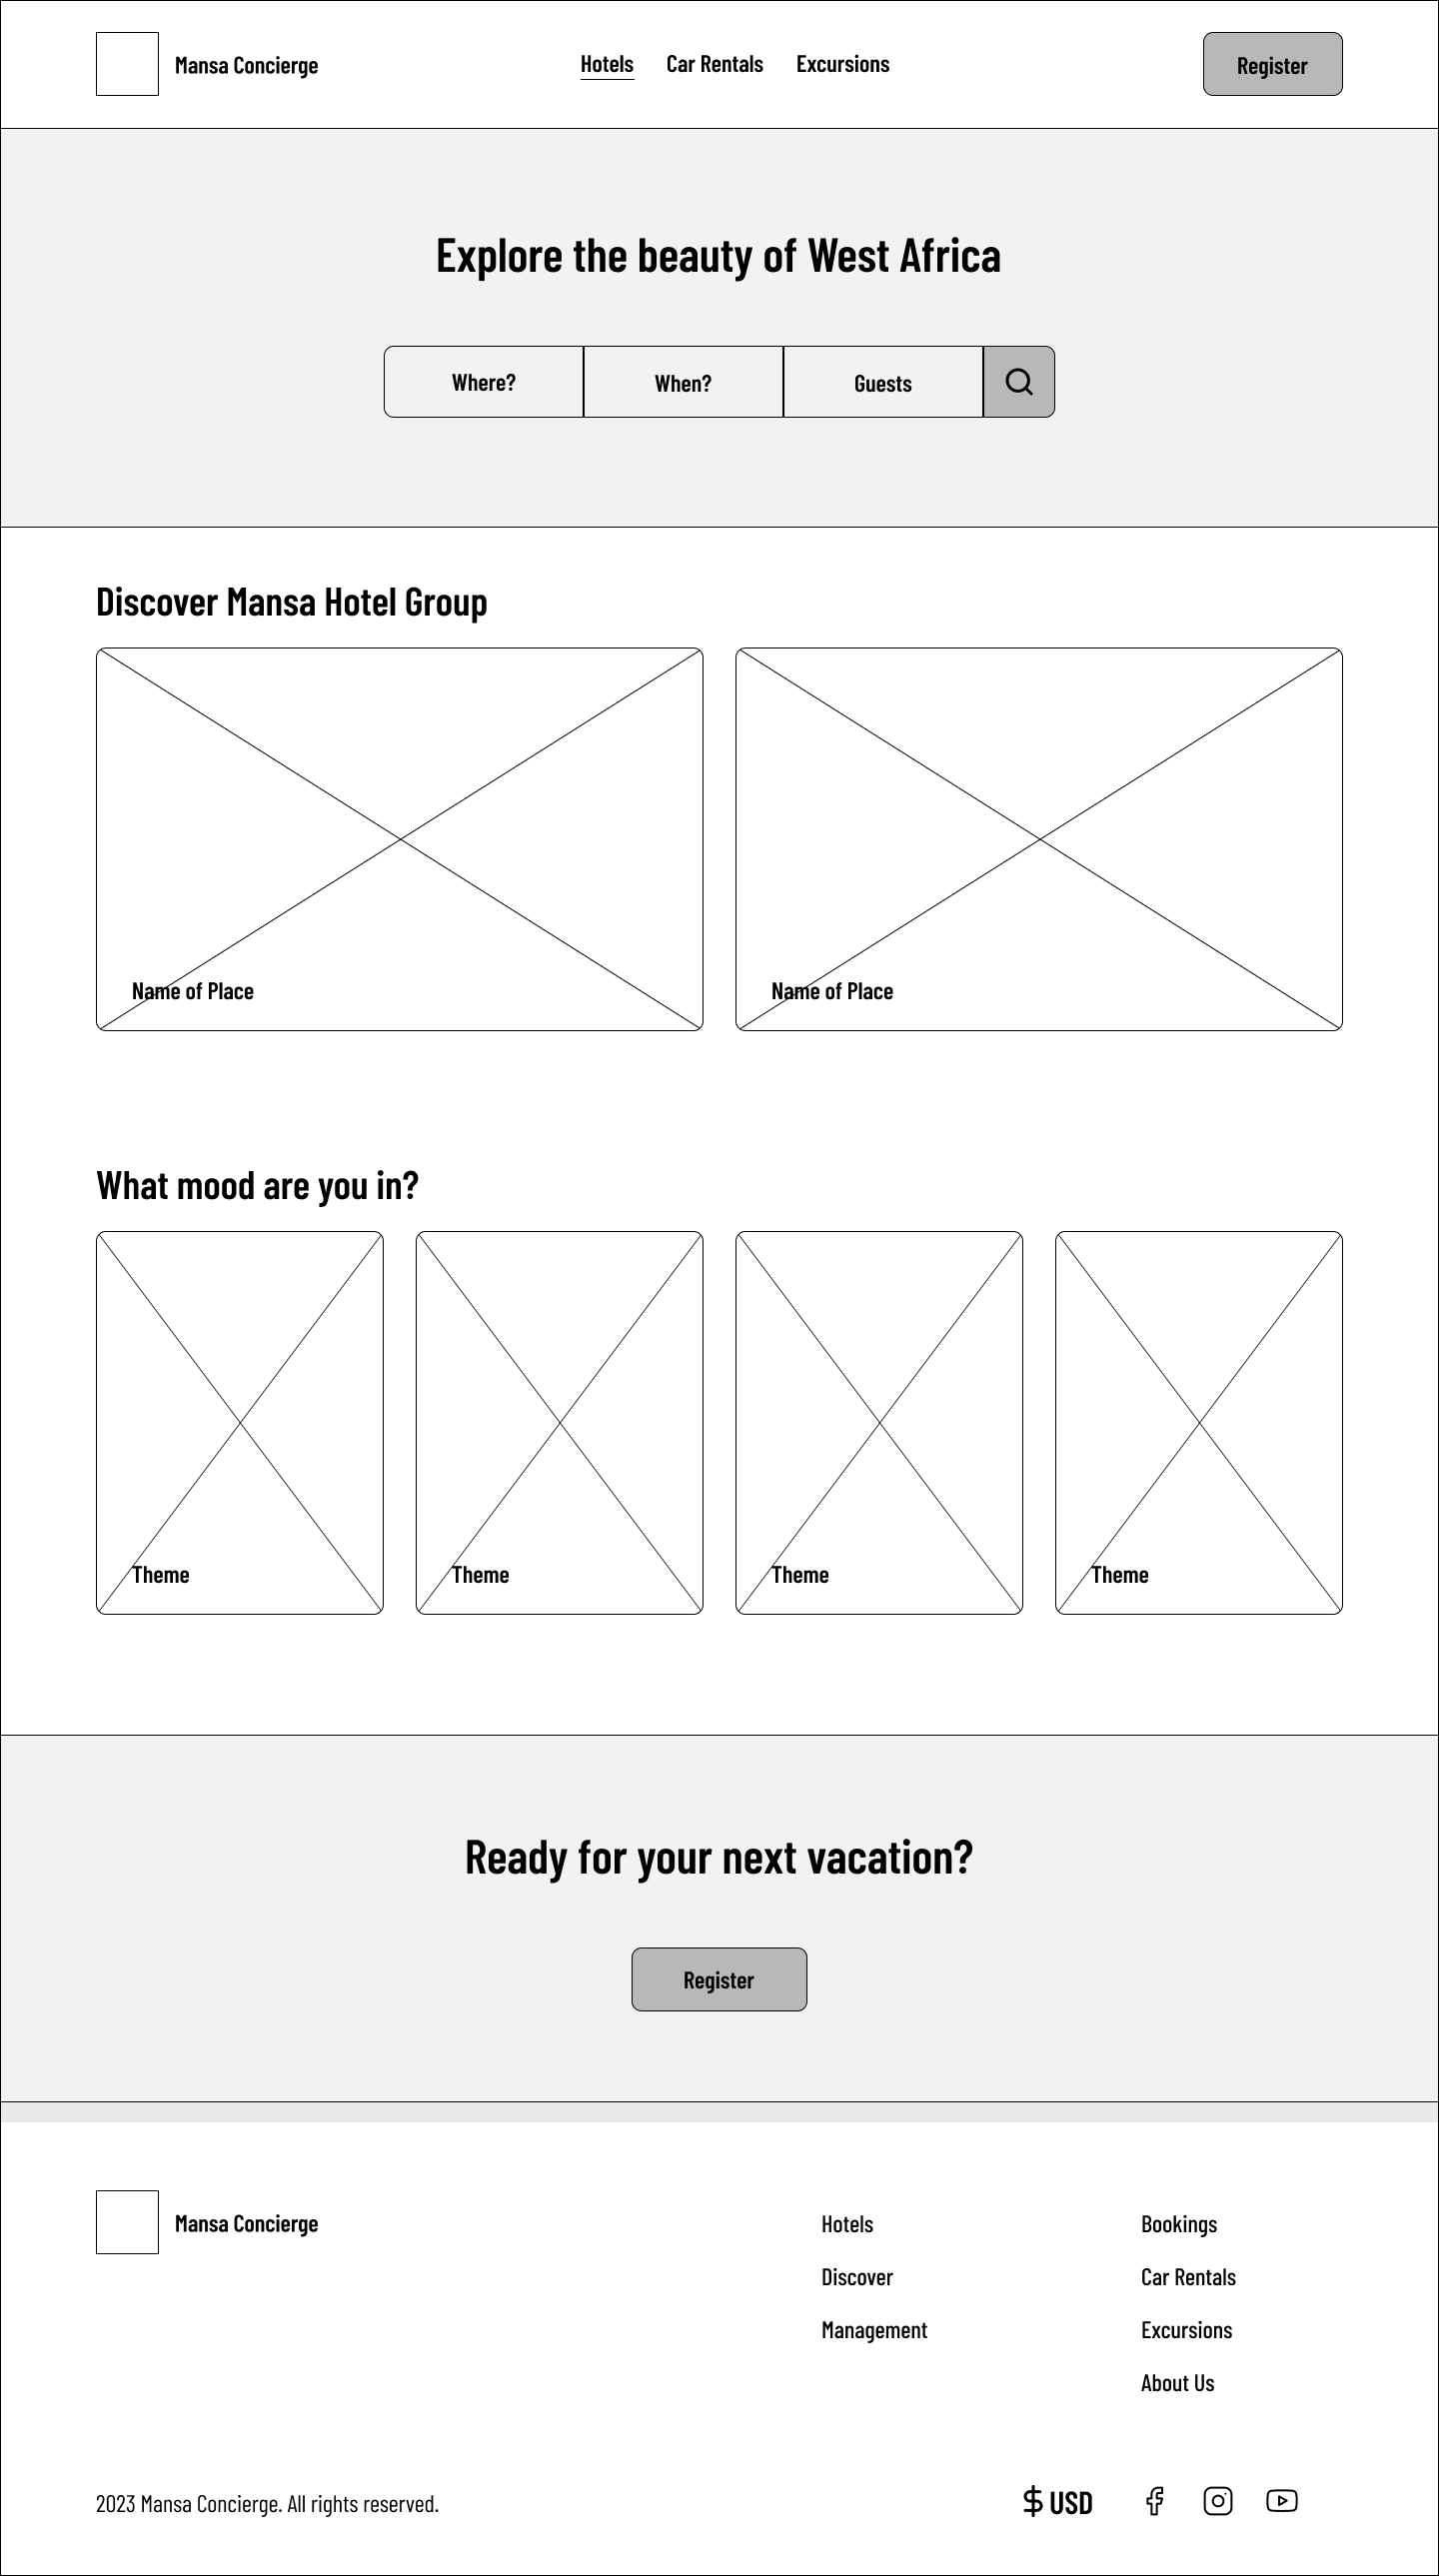 Mansa Concierge
Hotels Car Rentals Excursions
Register
Explore the beauty of West Africa
Where? When? Guests
Discover Mansa Hotel Group
Name of Place Name of Place
What mood are you in?
Theme Theme Theme Theme
Ready for your next vacation?
Register
Mansa Concierge
Hotels
Discover
Management
Bookings
Car Rentals
Excursions
About Us
2023 Mansa Concierge. All rights reserved.
$ USD